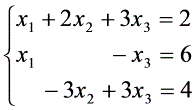 x₁ + 2x₂ + 3x₃ = 2
x₁ − x₃ = 6
− 3x₂ + 3x₃ = 4